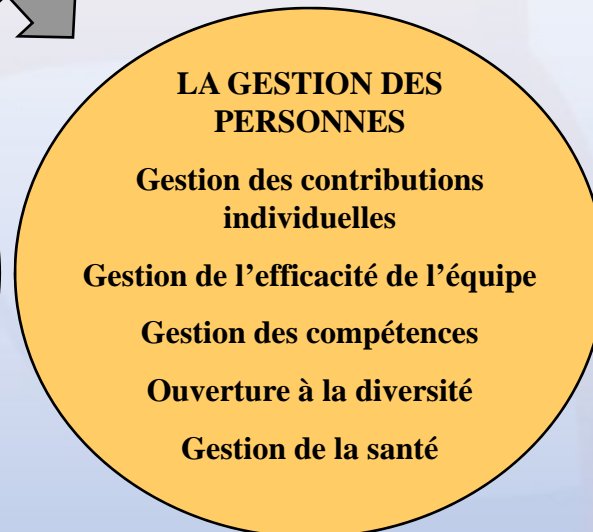 LA GESTION DES
PERSONNES
Gestion des contributions
individuelles
Gestion de l’efficacité de l’équipe
Gestion des compétences
Ouverture à la diversité
Gestion de la santé